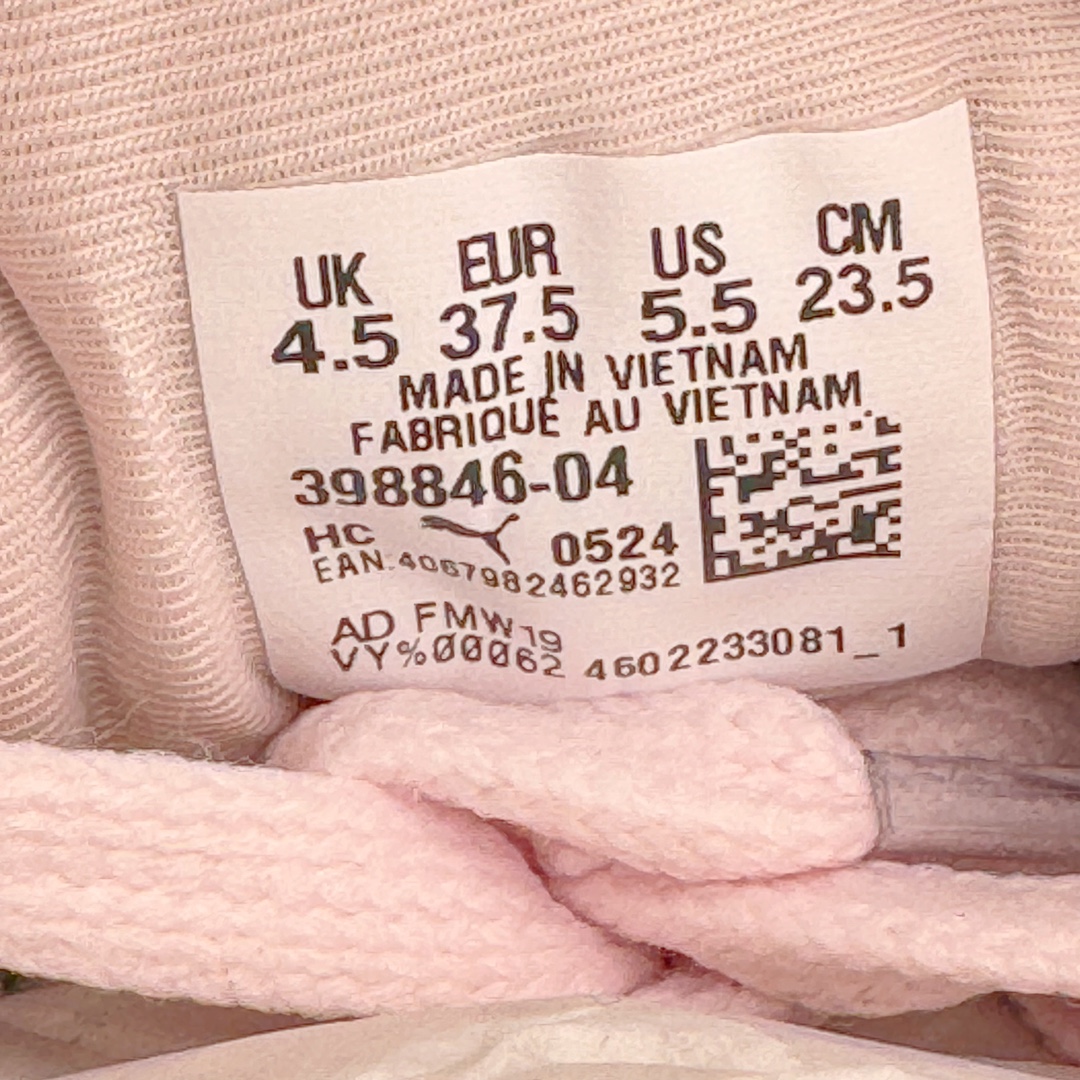 UK EUR US CM
4.5 37.5 5.5 23.5
MADE IN VIETNAM
FABRIQUÉ AU VIETNAM
398846-04
HC 0524
EAN:4067982462932
AD FMW19
VY%00062 4602233081_1